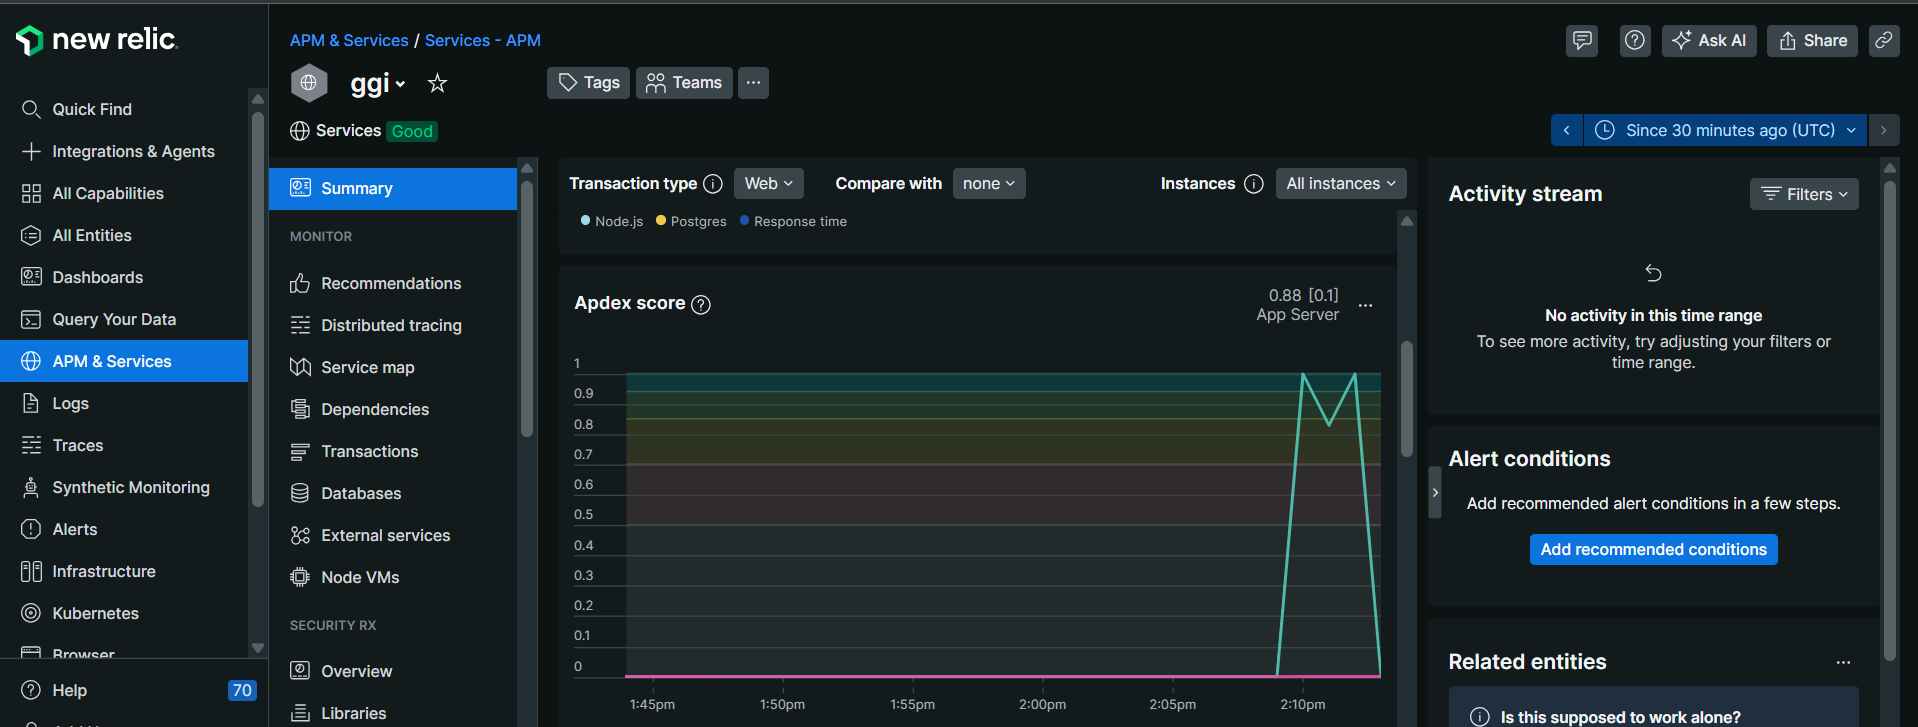 new relic.
Quick Find
Integrations & Agents
All Capabilities
All Entities
Dashboards
Query Your Data
APM & Services
Logs
Traces
Synthetic Monitoring
Alerts
Infrastructure
Kubernetes
Browser
Help
70
APM & Services / Services - APM
ggi
Tags
Teams
...
Ask AI
Share
Services Good
Since 30 minutes ago (UTC)
Summary
MONITOR
Recommendations
Distributed tracing
Service map
Dependencies
Transactions
Databases
External services
Node VMs
SECURITY RX
Overview
Libraries
Transaction type Web Compare with none Instances All instances
Node.js Postgres Response time
Apdex score
0.88 [0.1]
App Server
1
0.9
0.8
0.7
0.6
0.5
0.4
0.3
0.2
0.1
0
1:45pm 1:50pm 1:55pm 2:00pm 2:05pm 2:10pm
Activity stream
Filters
No activity in this time range
To see more activity, try adjusting your filters or
time range.
Alert conditions
Add recommended alert conditions in a few steps.
Add recommended conditions
Related entities
Is this supposed to work alone?